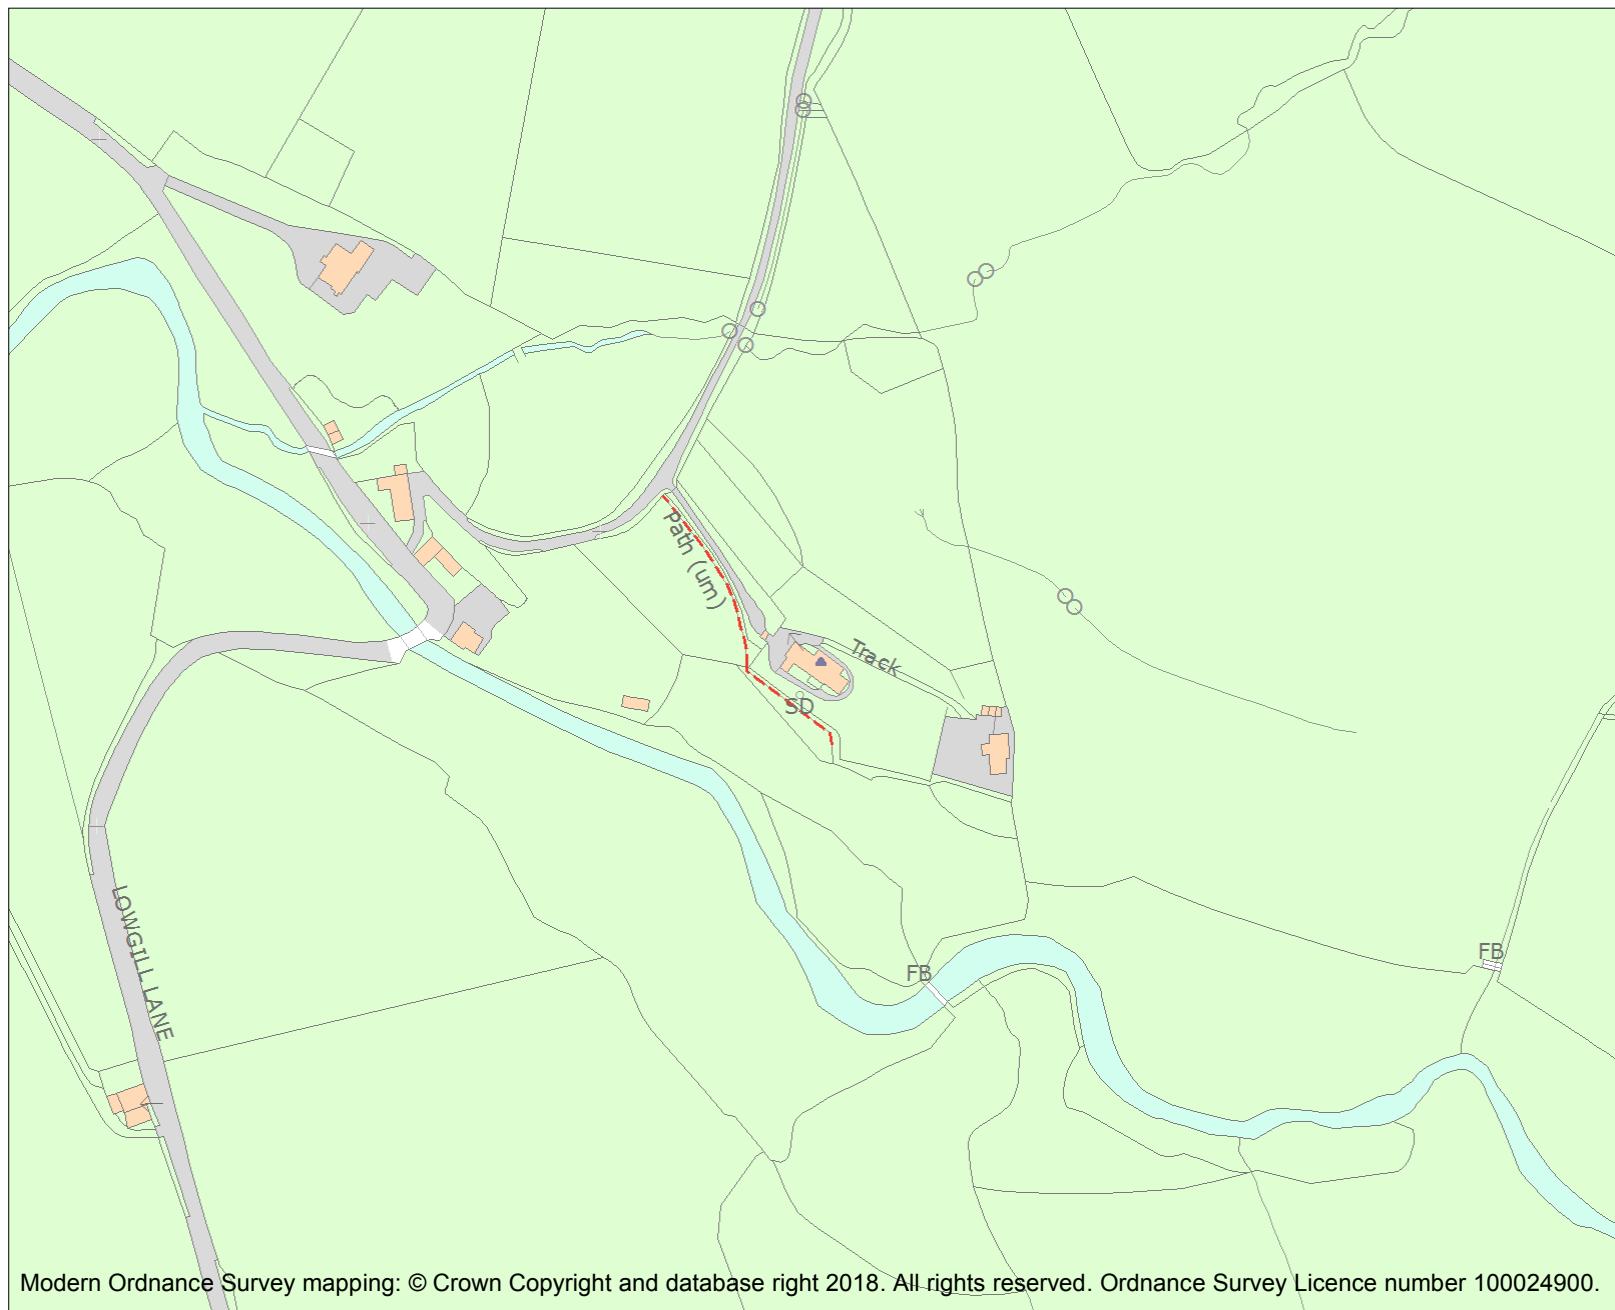 Path (um)
Track
SD
LOWGILL LANE
FB
FB
Modern Ordnance Survey mapping: © Crown Copyright and database right 2018. All rights reserved. Ordnance Survey Licence number 100024900.